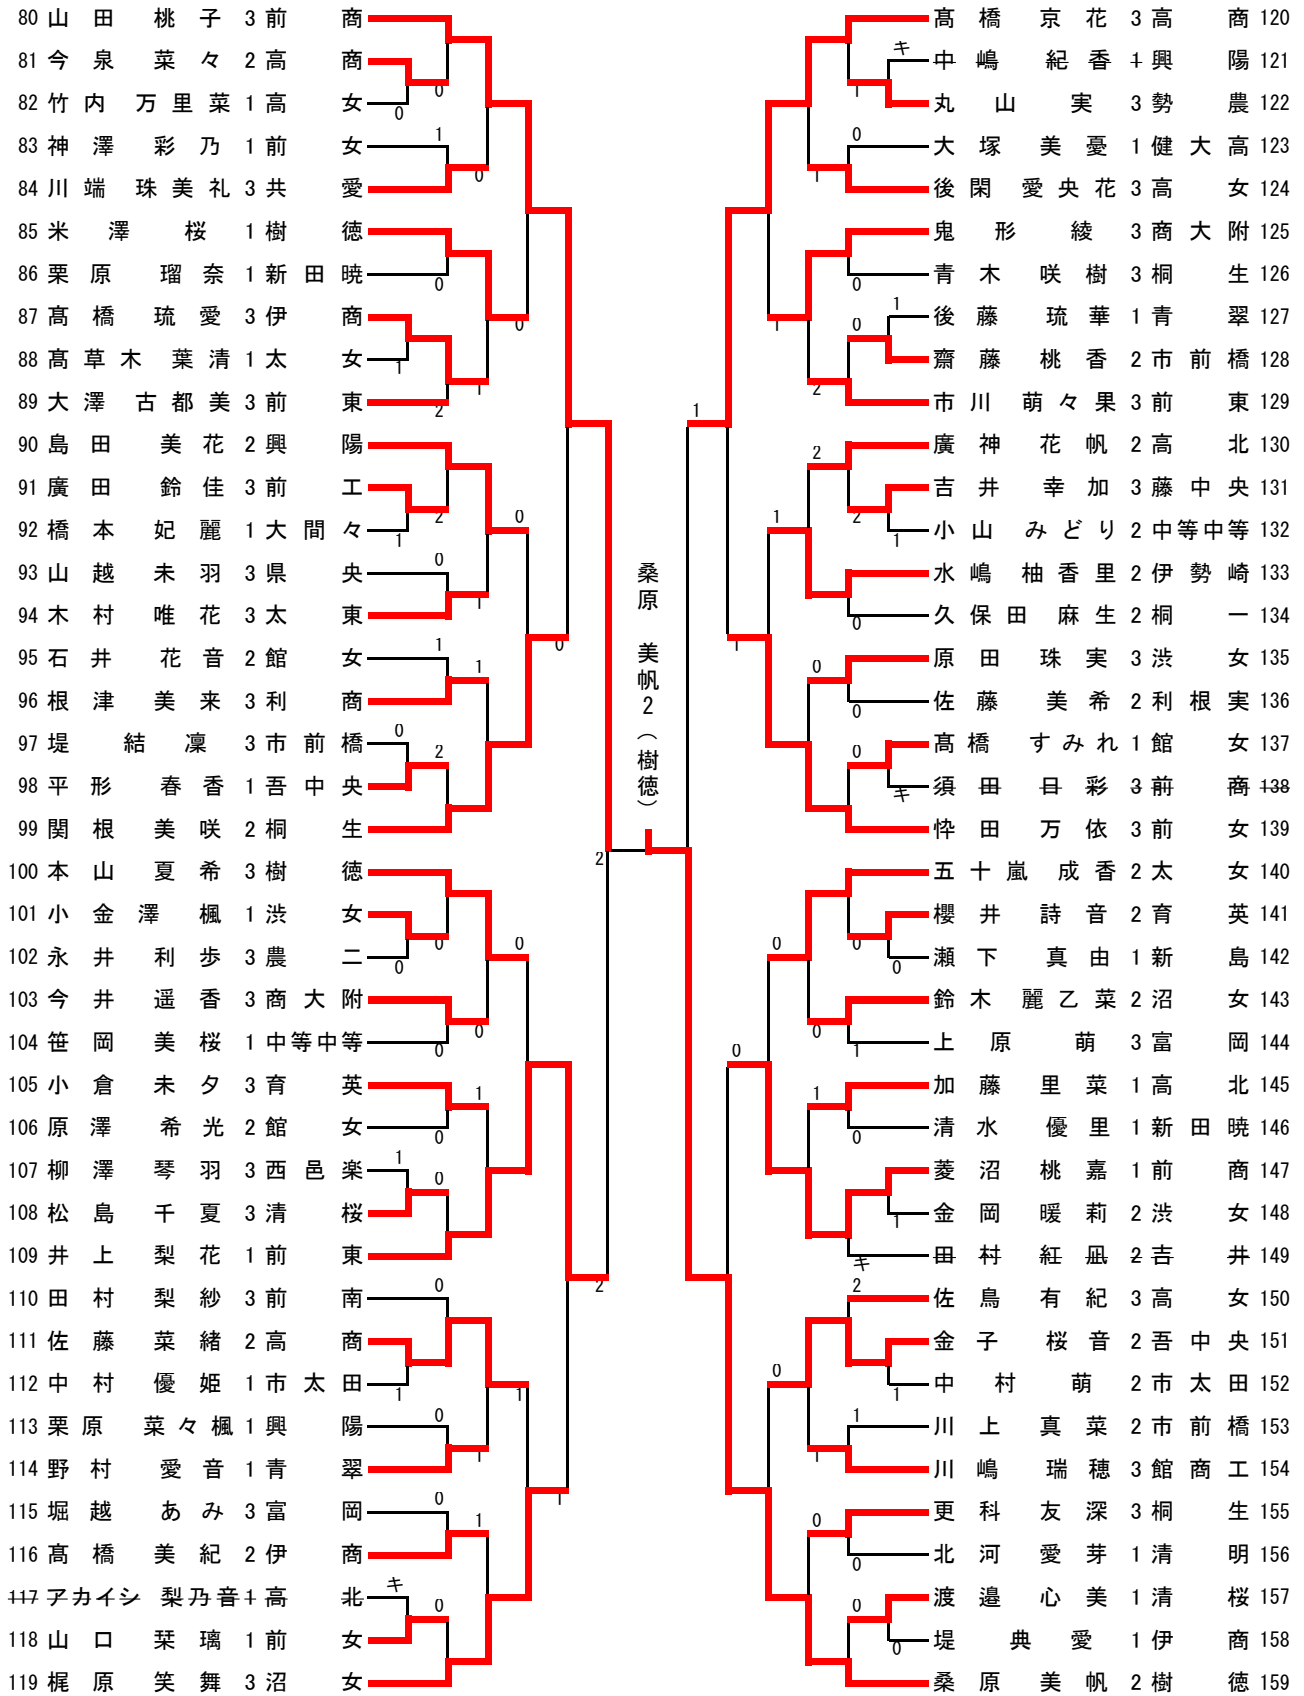 80 山田 桃子 3 前商
81 今泉 菜々 2 高商
82 竹内 万里菜 1 高女
83 神澤 彩乃 1 前女
84 川端 珠美礼 3 共愛
85 米澤 桜 1 樹徳
86 栗原 瑠奈 1 新田暁
87 髙橋 琉愛 3 伊商
88 髙草木 葉清 1 太女
89 大澤 古都美 3 前東
90 島田 美花 2 興陽
91 廣田 鈴佳 3 前工
92 橋本 妃麗 1 大間々
93 山越 未羽 3 県央
94 木村 唯花 3 太東
95 石井 花音 2 館女
96 根津 美来 3 利商
97 堤 結凜 3 市前橋
98 平形 春香 1 吾中央
99 関根 美咲 2 桐生
100 本山 夏希 3 樹徳
101 小金澤 楓 1 渋女
102 永井 利歩 3 農二
103 今井 遥香 3 商大附
104 笹岡 美桜 1 中等中等
105 小倉 未夕 3 育英
106 原澤 希光 2 館女
107 柳澤 琴羽 3 西邑楽
108 松島 千夏 3 清桜
109 井上 梨花 1 前東
110 田村 梨紗 3 前南
111 佐藤 菜緒 2 高商
112 中村 優姫 1 市太田
113 栗原 菜々楓 1 興陽
114 野村 愛音 1 青翠
115 堀越 あみ 3 富岡
116 髙橋 美紀 2 伊商
117 アカイシ 梨乃音 1 高北
118 山口 栞璃 1 前女
119 梶原 笑舞 3 沼女
桑原 美帆2(樹徳)
髙橋 京花 3 高商 120
中嶋 紀香 1 興陽 121
丸山 実 3 勢農 122
大塚 美憂 1 健大高 123
後閑 愛央花 3 高女 124
鬼形 綾 3 商大附 125
青木 咲樹 3 桐生 126
後藤 琉華 1 青翠 127
齋藤 桃香 2 市前橋 128
市川 萌々果 3 前東 129
廣神 花帆 2 高北 130
吉井 幸加 3 藤中央 131
小山 みどり 2 中等中等 132
水嶋 柚香里 2 伊勢崎 133
久保田 麻生 2 桐一 134
原田 珠実 3 渋女 135
佐藤 美希 2 利根実 136
髙橋 すみれ 1 館女 137
須田 日彩 3 前商 138
忰田 万依 3 前女 139
五十嵐 成香 2 太女 140
櫻井 詩音 2 育英 141
瀬下 真由 1 新島 142
鈴木 麗乙菜 2 沼女 143
上原 萌 3 富岡 144
加藤 里菜 1 高北 145
清水 優里 1 新田暁 146
菱沼 桃嘉 1 前商 147
金岡 暖莉 2 渋女 148
田村 紅凪 2 吉井 149
佐鳥 有紀 3 高女 150
金子 桜音 2 吾中央 151
中村 萌 2 市太田 152
川上 真菜 2 市前橋 153
川嶋 瑞穂 3 館商工 154
更科 友深 3 桐生 155
北河 愛芽 1 清明 156
渡邉 心美 1 清桜 157
堤 典愛 1 伊商 158
桑原 美帆 2 樹徳 159